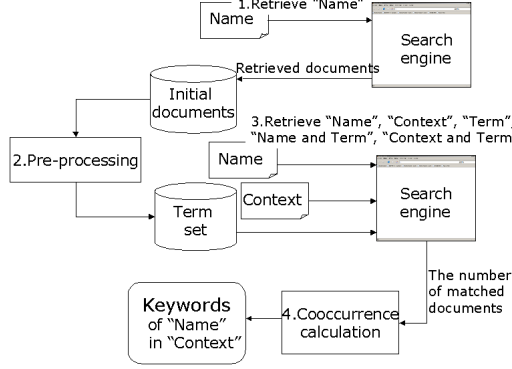 1.Retrieve “Name”
Name
Search
engine
Retrieved documents
Initial
documents
3.Retrieve “Name”, “Context”, “Term”,
“Name and Term”, “Context and Term
2.Pre-processing
Name
Context
Search
engine
Term
set
The number
of matched
documents
Keywords
of “Name”
in “Context”
4.Cooccurrence
calculation